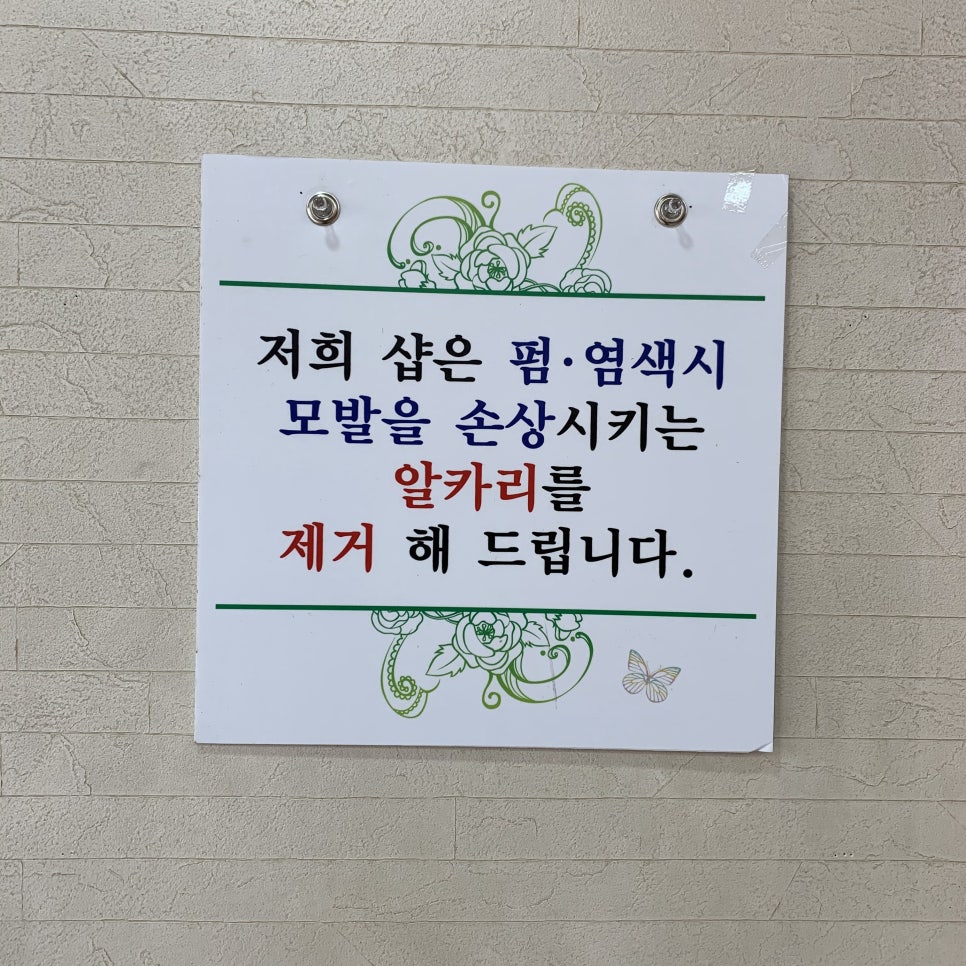 저희 샵은 펌·염색시
모발을 손상시키는
알카리를
제거 해 드립니다.